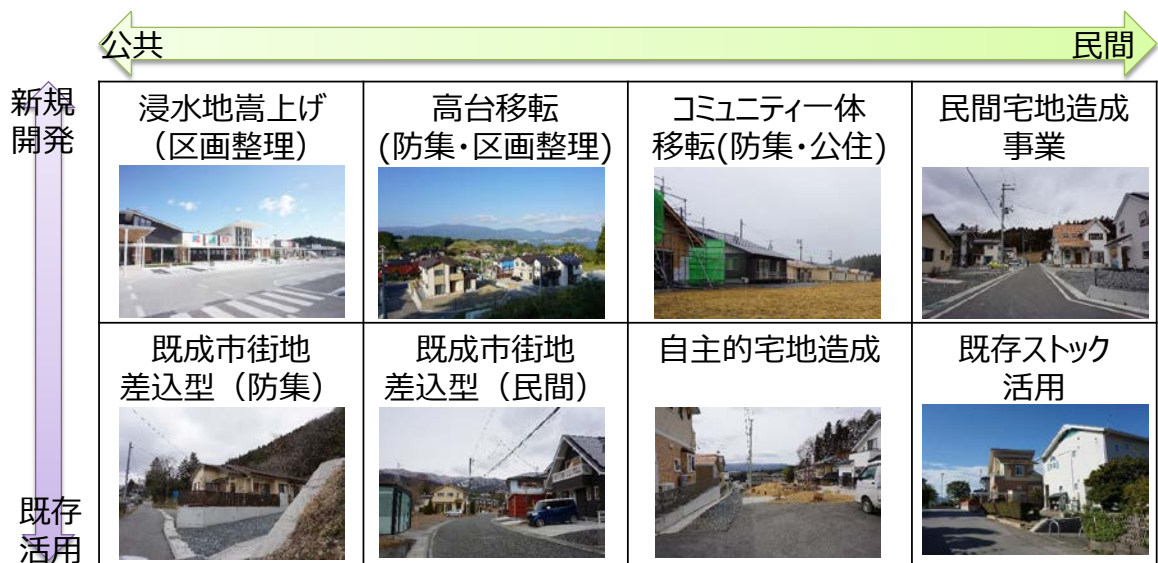 公共
民間
新規
開発
浸水地嵩上げ
（区画整理）
高台移転
(防集・区画整理)
コミュニティ一体
移転(防集・公住)
民間宅地造成
事業
既成市街地
差込型（防集）
既成市街地
差込型（民間）
自主的宅地造成
既存ストック
活用
既存
活用